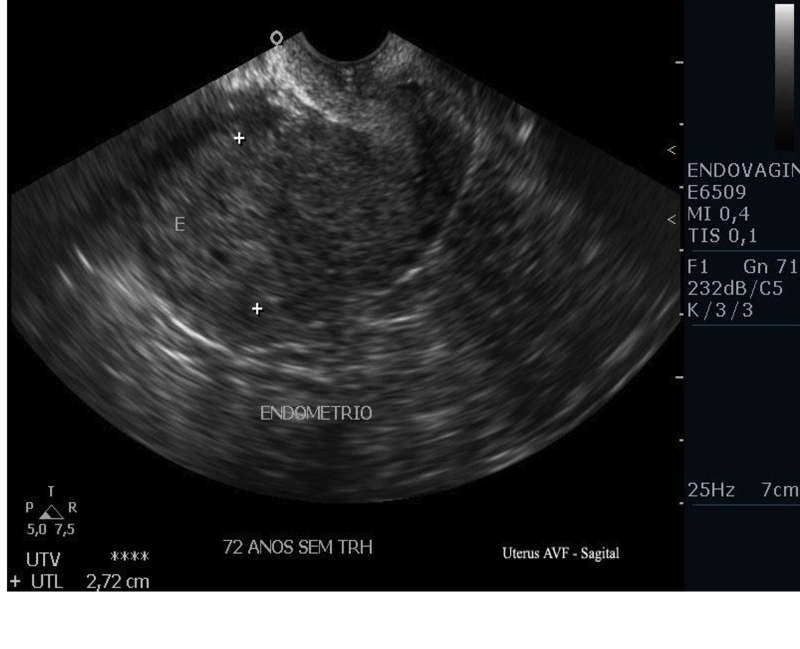 ENDOVAGIN
E6509
MI 0,4
TIS 0,1
F1 Gn 71
232dB/C5
K/3/3
E
ENDOMETRIO
25Hz 7cm
T
P R
5,0 7,5
72 ANOS SEM TRH
Uterus AVF - Sagital
UTV ****
+ UTL 2,72 cm